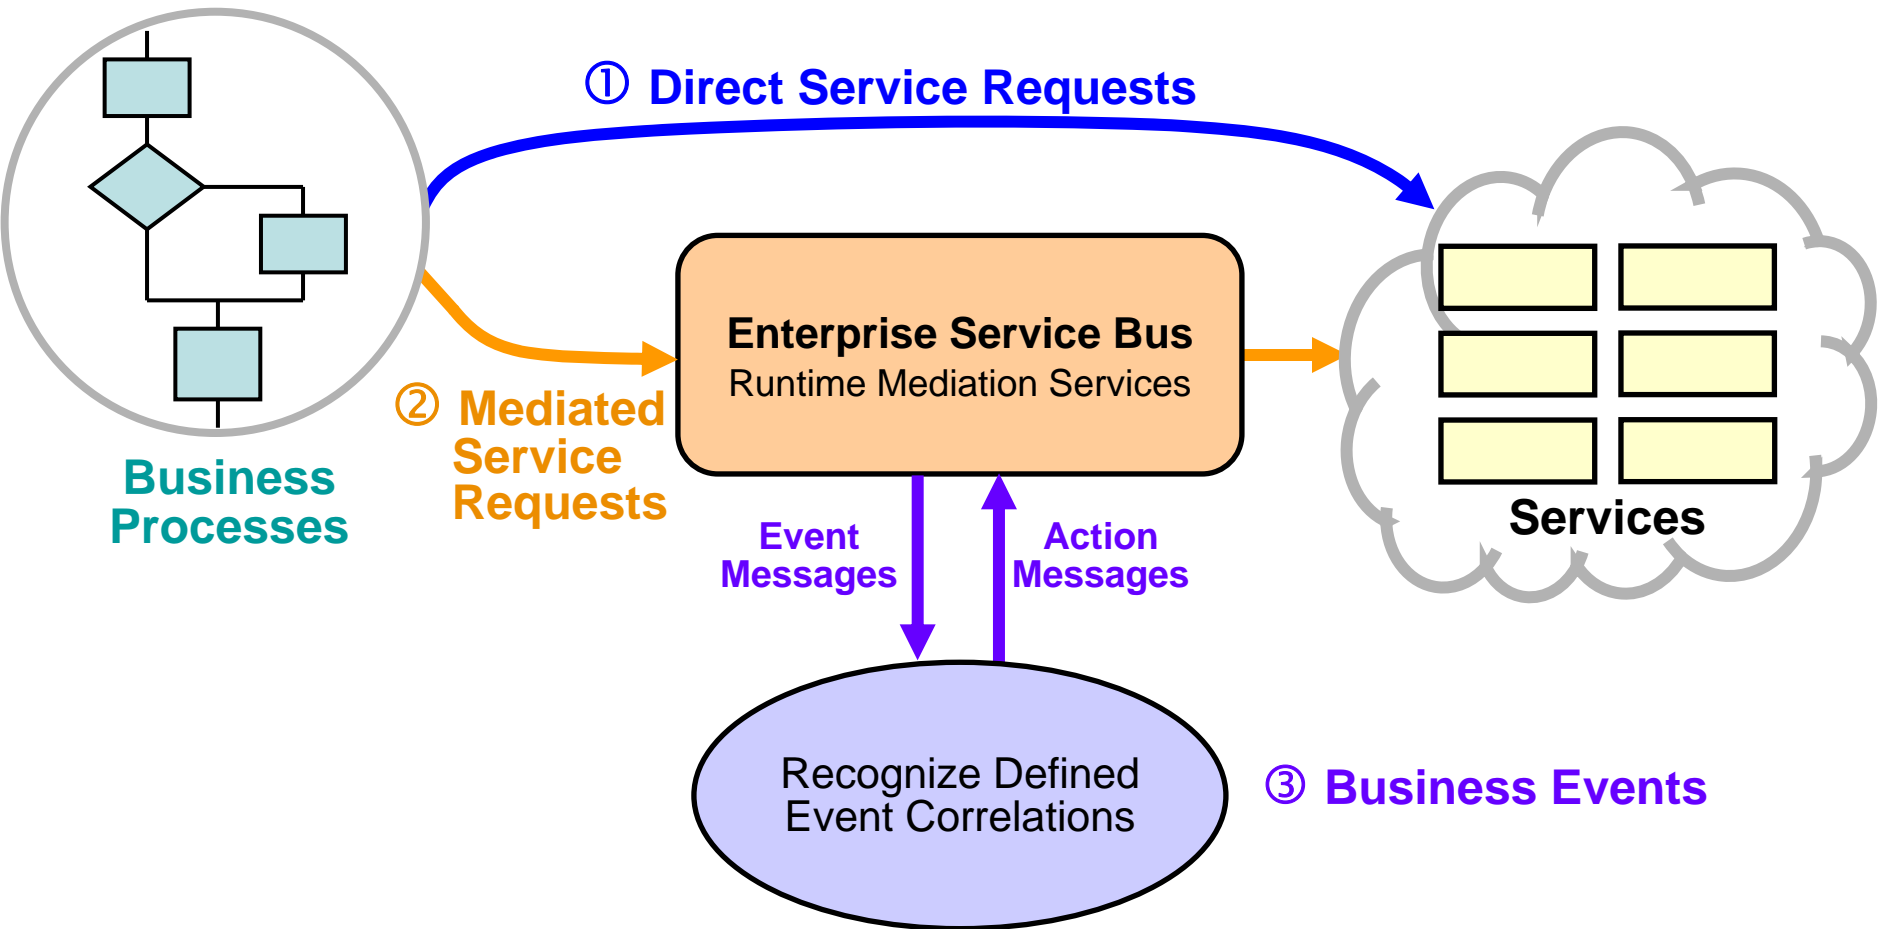 ① Direct Service Requests
Enterprise Service Bus
Runtime Mediation Services
② Mediated
Service
Requests
Business
Processes
Services
Event
Messages
Action
Messages
Recognize Defined
Event Correlations
③ Business Events